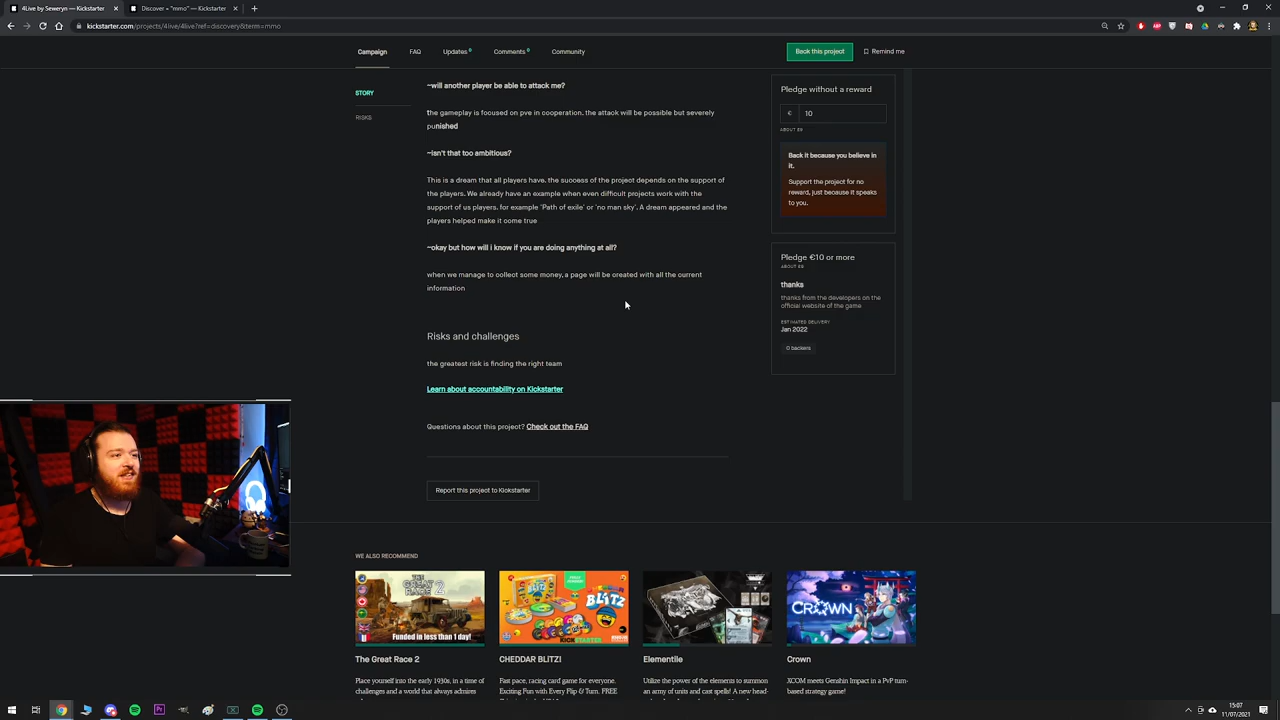 4Live by Seweryn — Kickstarter
Discover » "mmo" — Kickstarter
kickstarter.com/projects/4live/4live?ref=discovery&term=mmo
Campaign
FAQ
Updates 0
Comments 0
Community
Back this project
Remind me
STORY
RISKS
—will another player be able to attack me?
the gameplay is focused on pve in cooperation, the attack will be possible but severely
punished
—isn't that too ambitious?
This is a dream that all players have, the success of the project depends on the support of
the players. We already have an example when even difficult projects work with the
support of us players, for example 'Path of exile' or 'no man sky'. A dream appeared and the
players helped make it come true
—okay but how will i know if you are doing anything at all?
when we manage to collect some money, a page will be created with all the current
information
Risks and challenges
the greatest risk is finding the right team
Learn about accountability on Kickstarter
Questions about this project? Check out the FAQ
Report this project to Kickstarter
Pledge without a reward
€ 10
Back it because you believe in
it.
Support the project for no
reward, just because it speaks
to you.
Pledge €10 or more
thanks
thanks from the developers on the
official website of the game
ESTIMATED DELIVERY
Jan 2022
0 backers
WE ALSO RECOMMEND
THE GREAT RACE 2
Funded in less than 1 day!
BLITZ
KICKSTARTER
CROWN
The Great Race 2
CHEDDAR BLITZ!
Elementile
Crown
Place yourself into the early 1930s, in a time of
challenges and a world that always admires
Fast pace, racing card game for everyone.
Exciting Fun with Every Flip & Turn. FREE
Utilize the power of the elements to summon
an army of units and cast spells! A new head-
XCOM meets Genshin Impact in a PvP turn-
based strategy game!
15:07
11/07/2021